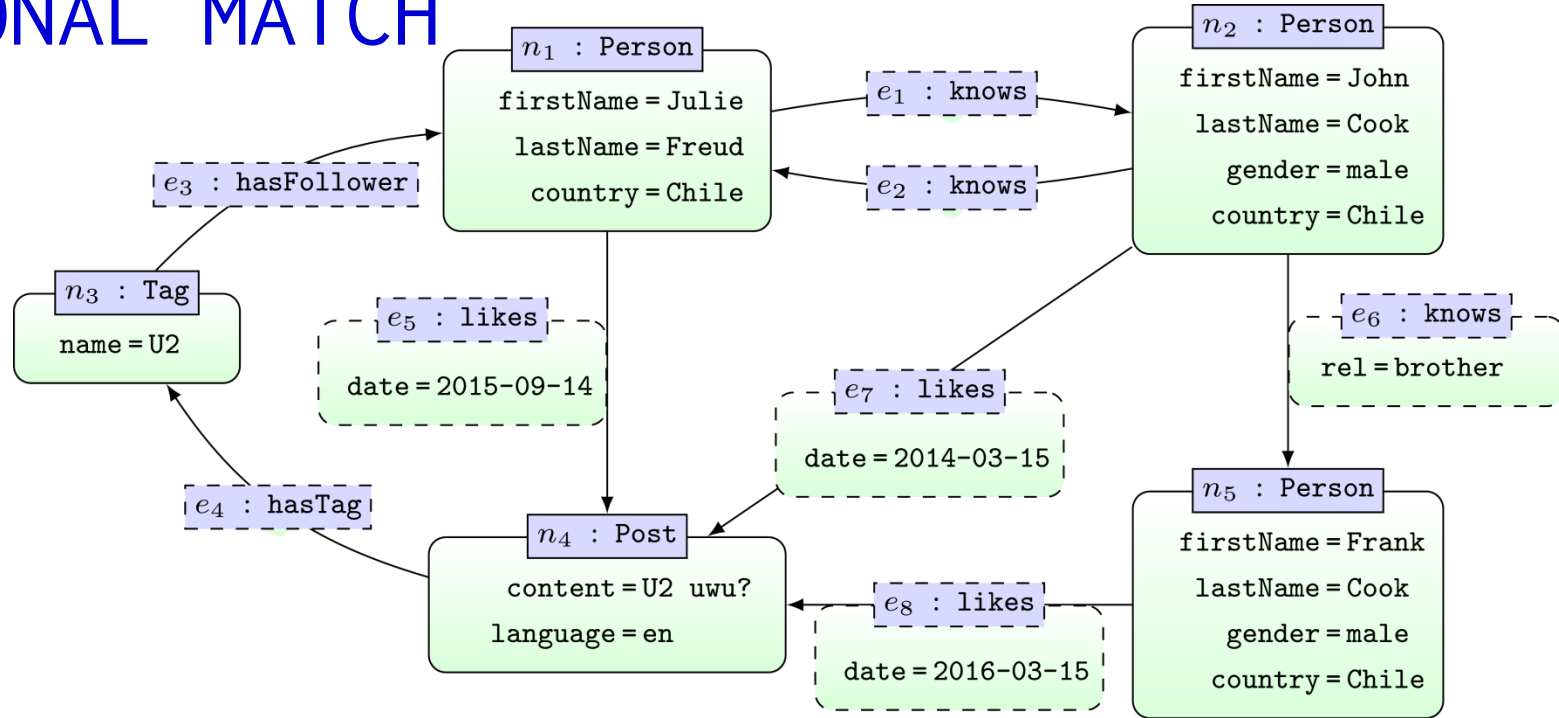 ONAL MATCH
n₁ : Person
firstName = Julie
lastName = Freud
country = Chile
n₂ : Person
firstName = John
lastName = Cook
gender = male
country = Chile
e₁ : knows
e₂ : knows
e₃ : hasFollower
n₃ : Tag
name = U2
e₅ : likes
date = 2015-09-14
e₆ : knows
rel = brother
e₇ : likes
date = 2014-03-15
e₄ : hasTag
n₄ : Post
content = U2 uwu?
language = en
e₈ : likes
date = 2016-03-15
n₅ : Person
firstName = Frank
lastName = Cook
gender = male
country = Chile